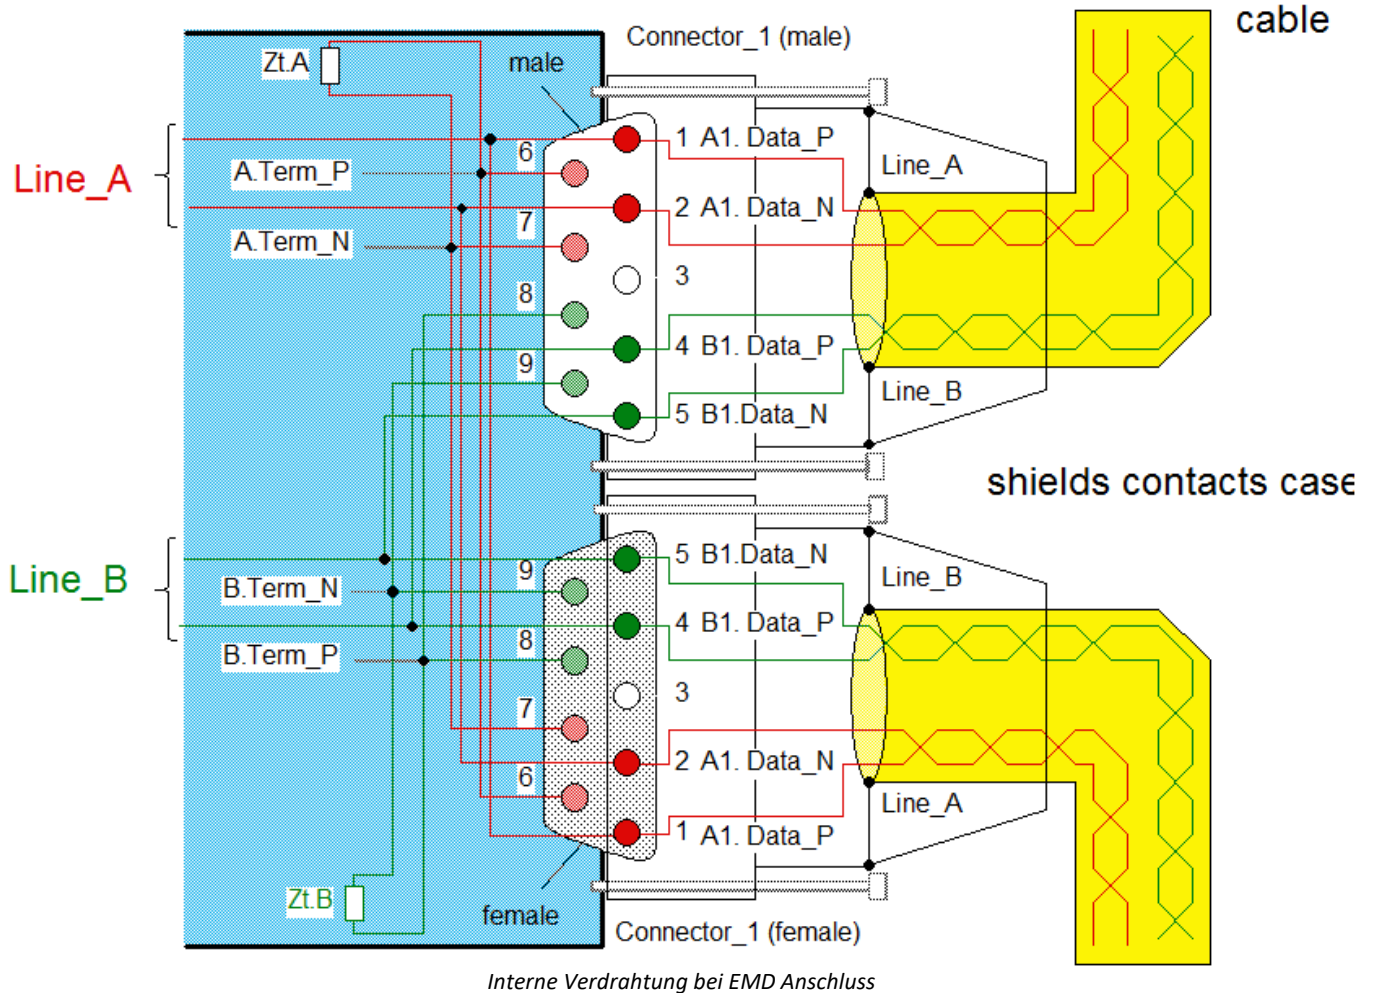 cable
Connector_1 (male)
Zt.A
male
1 A1. Data_P
6
Line_A
A.Term_P
Line_A
2 A1. Data_N
7
A.Term_N
3
8
4 B1. Data_P
9
Line_B
5 B1.Data_N
shields contacts case
5 B1.Data_N
9
Line_B
Line_B
B.Term_N
4 B1. Data_P
8
B.Term_P
3
7
2 A1. Data_N
6
Line_A
1 A1. Data_P
Zt.B
female
Connector_1 (female)
Interne Verdrahtung bei EMD Anschluss